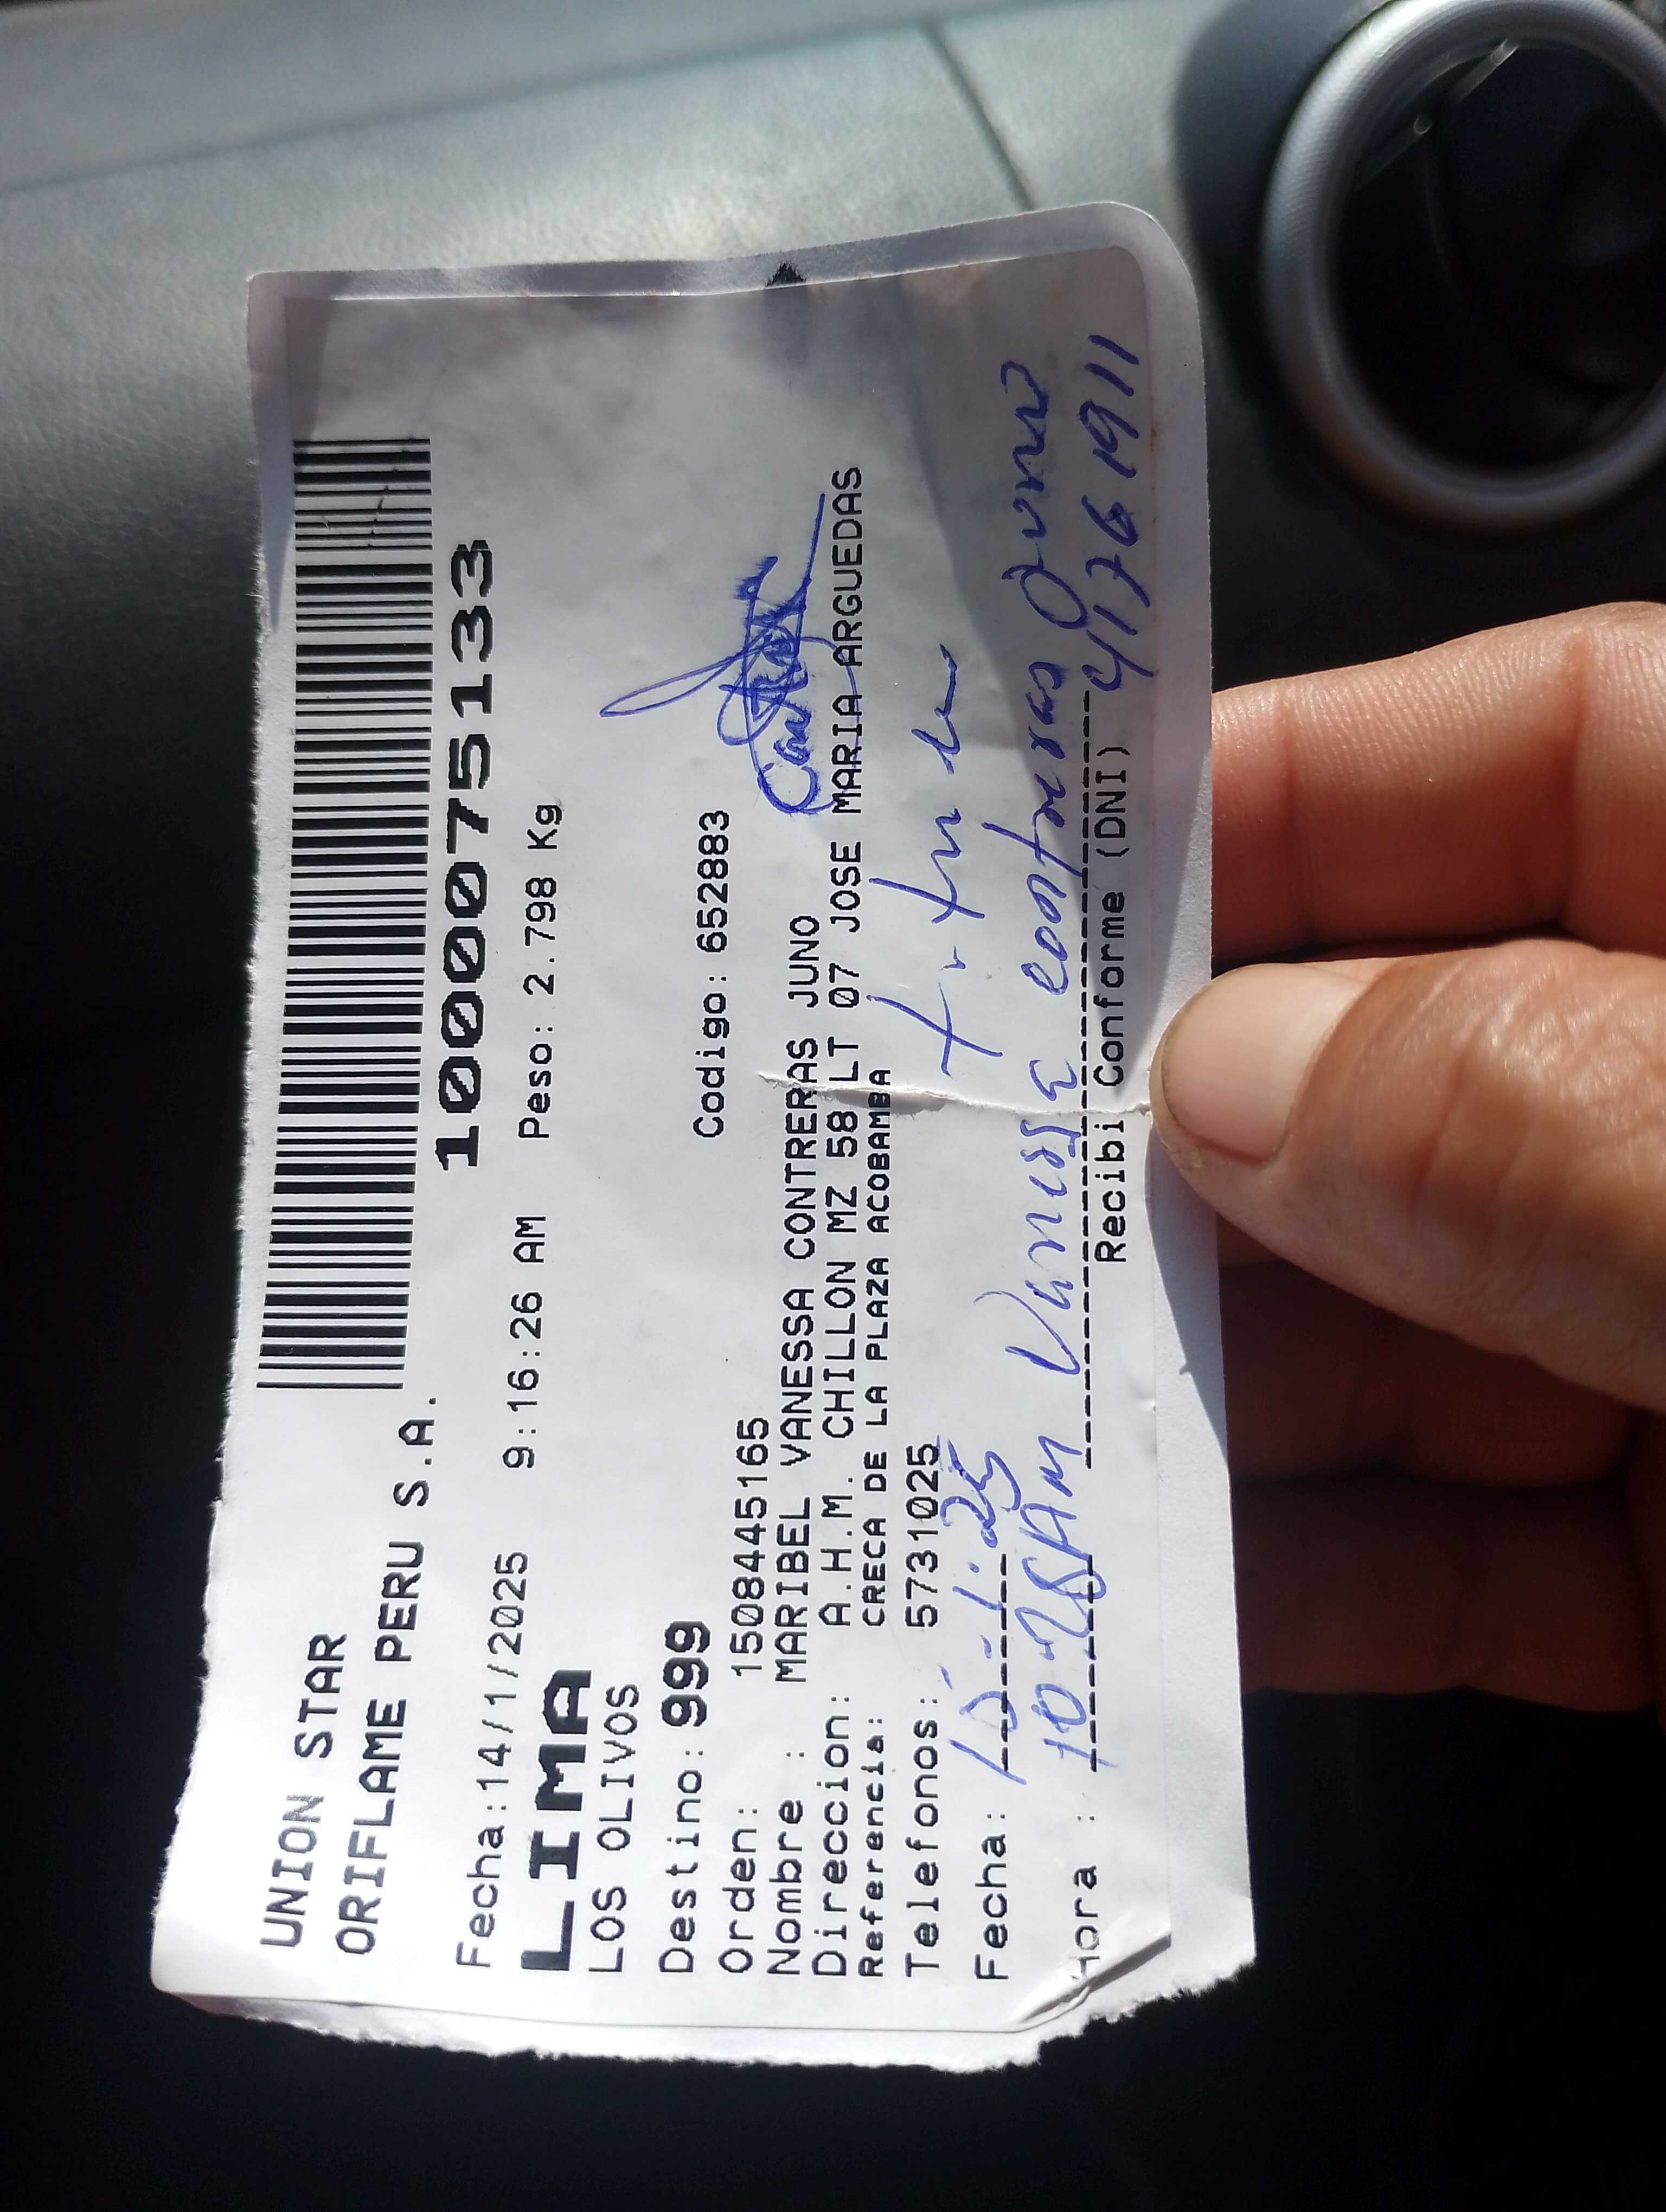 UNION STAR
ORIFLAME PERU S.A.
1000075133
Fecha:14/1/2025 9:16:26 AM Peso: 2.798 Kg
LIMA
LOS OLIVOS
Destino: 999
Orden: 1508445165 Codigo: 652883
Nombre : MARIBEL VANESSA CONTRERAS JUNO
Direccion: A.H.M. CHILLON MZ 58 LT 07 JOSE MARIA ARGUEDAS
Referencia: CRECA DE LA PLAZA ACOBAMBA
Telefonos: 5731025
Fecha: 15-1-25 titular
Hora : 10:28AM Vanessa contreras Juno
Recibi Conforme (DNI) 41761911